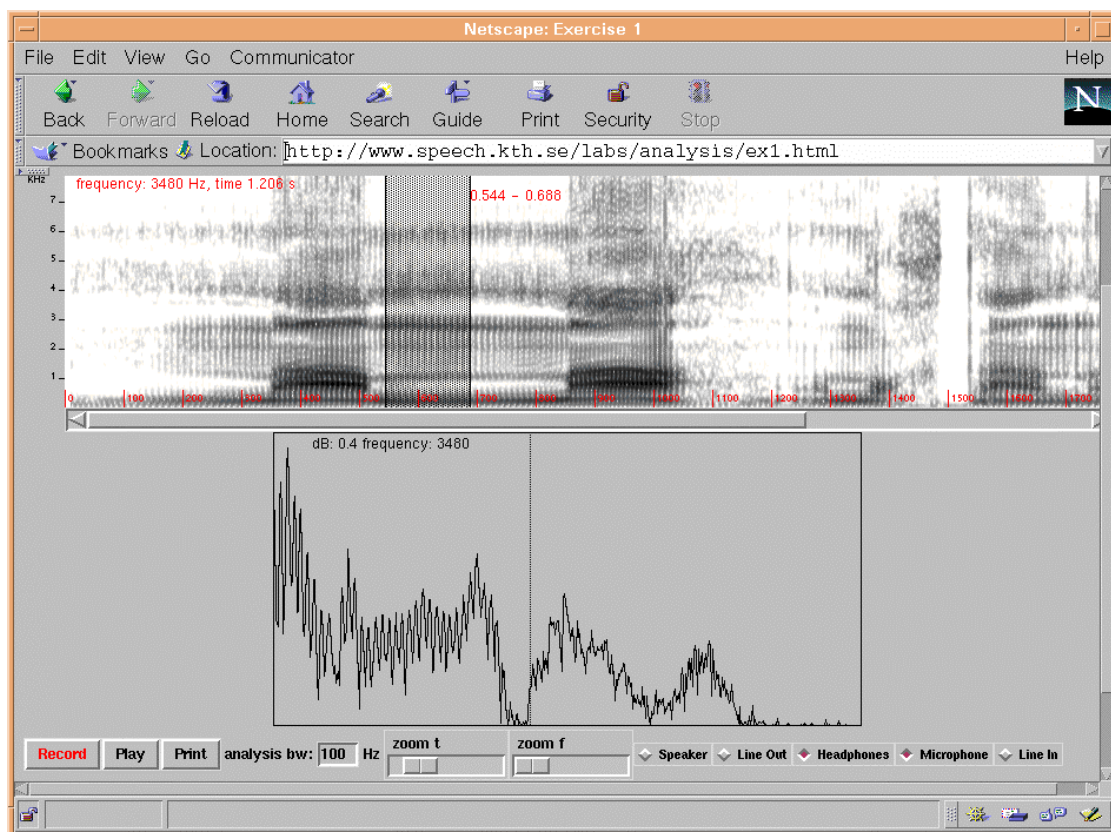 Netscape: Exercise 1
File Edit View Go Communicator Help
Back Forward Reload Home Search Guide Print Security Stop
N
Bookmarks Location: http://www.speech.kth.se/labs/analysis/ex1.html
KHz
frequency: 3480 Hz, time 1.206 s
0.544 - 0.688
7
6
5
4
3
2
1
0 100 200 300 400 500 600 700 800 900 1000 1100 1200 1300 1400 1500 1600 1700
dB: 0.4 frequency: 3480
Record Play Print analysis bw: 100 Hz zoom t zoom f Speaker Line Out Headphones Microphone Line In